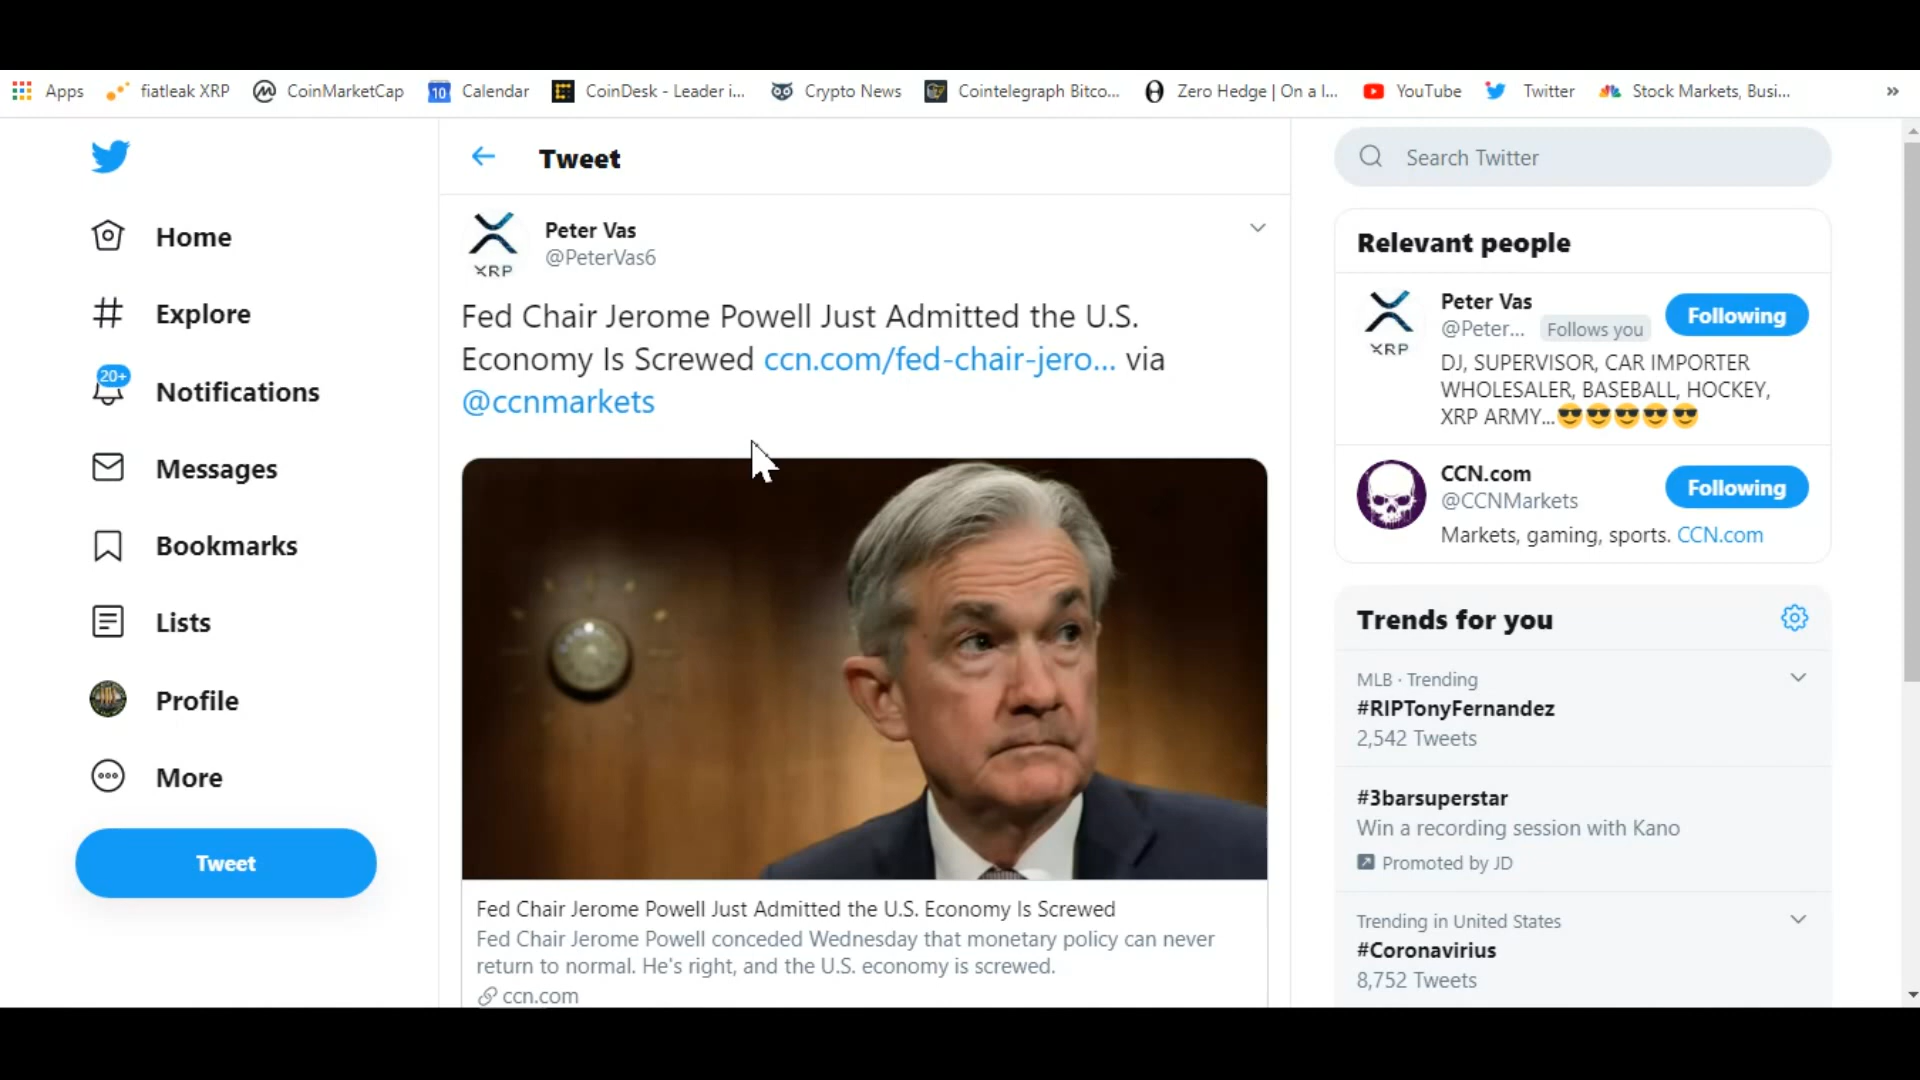 Apps
fiatleak XRP
CoinMarketCap
10
Calendar
CoinDesk - Leader i...
Crypto News
Cointelegraph Bitco...
Zero Hedge | On a l...
YouTube
Twitter
Stock Markets, Busi...
»
Home
Explore
20+
Notifications
Messages
Bookmarks
Lists
Profile
More
Tweet
Tweet
XRP
Peter Vas
@PeterVas6
Fed Chair Jerome Powell Just Admitted the U.S.
Economy Is Screwed ccn.com/fed-chair-jero... via
@ccnmarkets
Fed Chair Jerome Powell Just Admitted the U.S. Economy Is Screwed
Fed Chair Jerome Powell conceded Wednesday that monetary policy can never
return to normal. He's right, and the U.S. economy is screwed.
ccn.com
Search Twitter
Relevant people
XRP
Peter Vas
@Peter... Follows you
Following
DJ, SUPERVISOR, CAR IMPORTER
WHOLESALER, BASEBALL, HOCKEY,
XRP ARMY...😎😎😎😎😎
CCN.com
@CCNMarkets
Following
Markets, gaming, sports. CCN.com
Trends for you
MLB · Trending
#RIPTonyFernandez
2,542 Tweets
#3barsuperstar
Win a recording session with Kano
Promoted by JD
Trending in United States
#Coronavirius
8,752 Tweets